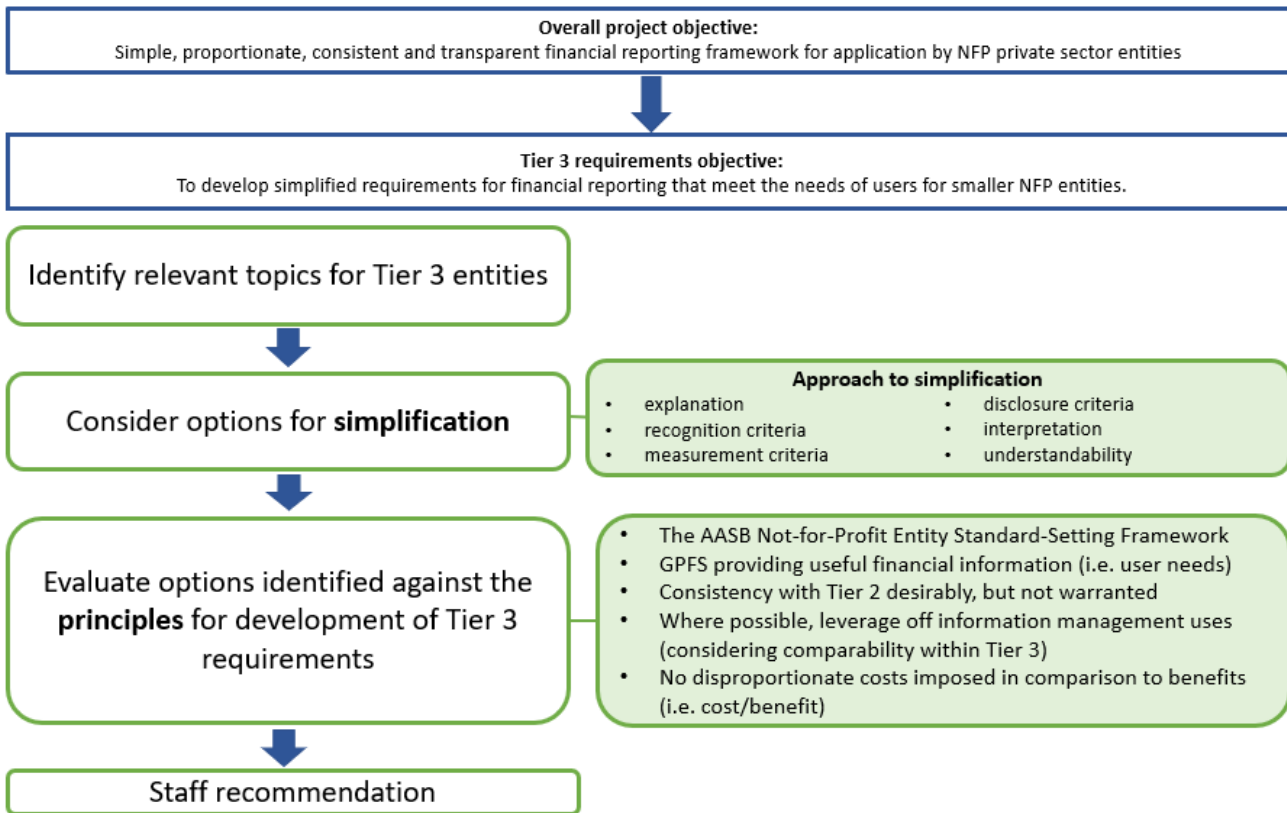 Overall project objective:
Simple, proportionate, consistent and transparent financial reporting framework for application by NFP private sector entities
Tier 3 requirements objective:
To develop simplified requirements for financial reporting that meet the needs of users for smaller NFP entities.
Identify relevant topics for Tier 3 entities
Consider options for simplification
Approach to simplification
• explanation
• recognition criteria
• measurement criteria
• disclosure criteria
• interpretation
• understandability
Evaluate options identified against the
principles for development of Tier 3
requirements
• The AASB Not-for-Profit Entity Standard-Setting Framework
• GPFS providing useful financial information (i.e. user needs)
• Consistency with Tier 2 desirably, but not warranted
• Where possible, leverage off information management uses
(considering comparability within Tier 3)
• No disproportionate costs imposed in comparison to benefits
(i.e. cost/benefit)
Staff recommendation